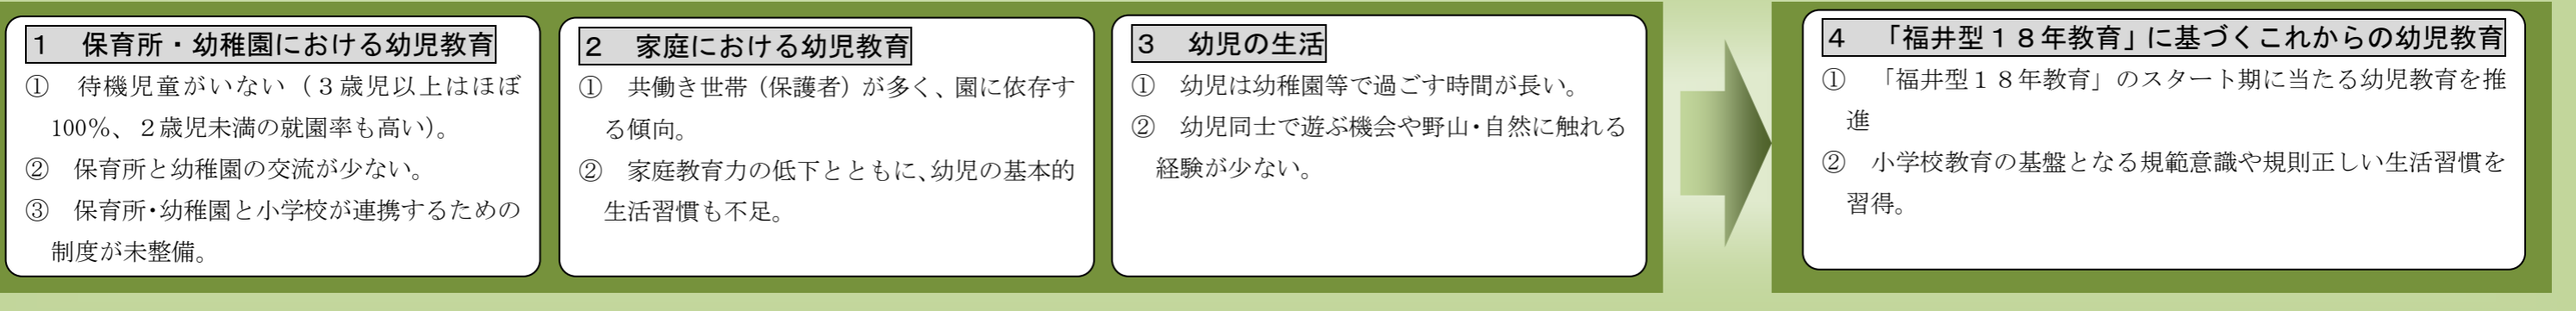 １　保育所・幼稚園における幼児教育
①　待機児童がいない（３歳児以上はほぼ
100％、２歳児未満の就園率も高い）。
②　保育所と幼稚園の交流が少ない。
③　保育所・幼稚園と小学校が連携するための
制度が未整備。
２　家庭における幼児教育
①　共働き世帯（保護者）が多く、園に依存す
る傾向。
②　家庭教育力の低下とともに、幼児の基本的
生活習慣も不足。
３　幼児の生活
①　幼児は幼稚園等で過ごす時間が長い。
②　幼児同士で遊ぶ機会や野山・自然に触れる
経験が少ない。
４　「福井型１８年教育」に基づくこれからの幼児教育
①　「福井型１８年教育」のスタート期に当たる幼児教育を推
進
②　小学校教育の基盤となる規範意識や規則正しい生活習慣を
習得。